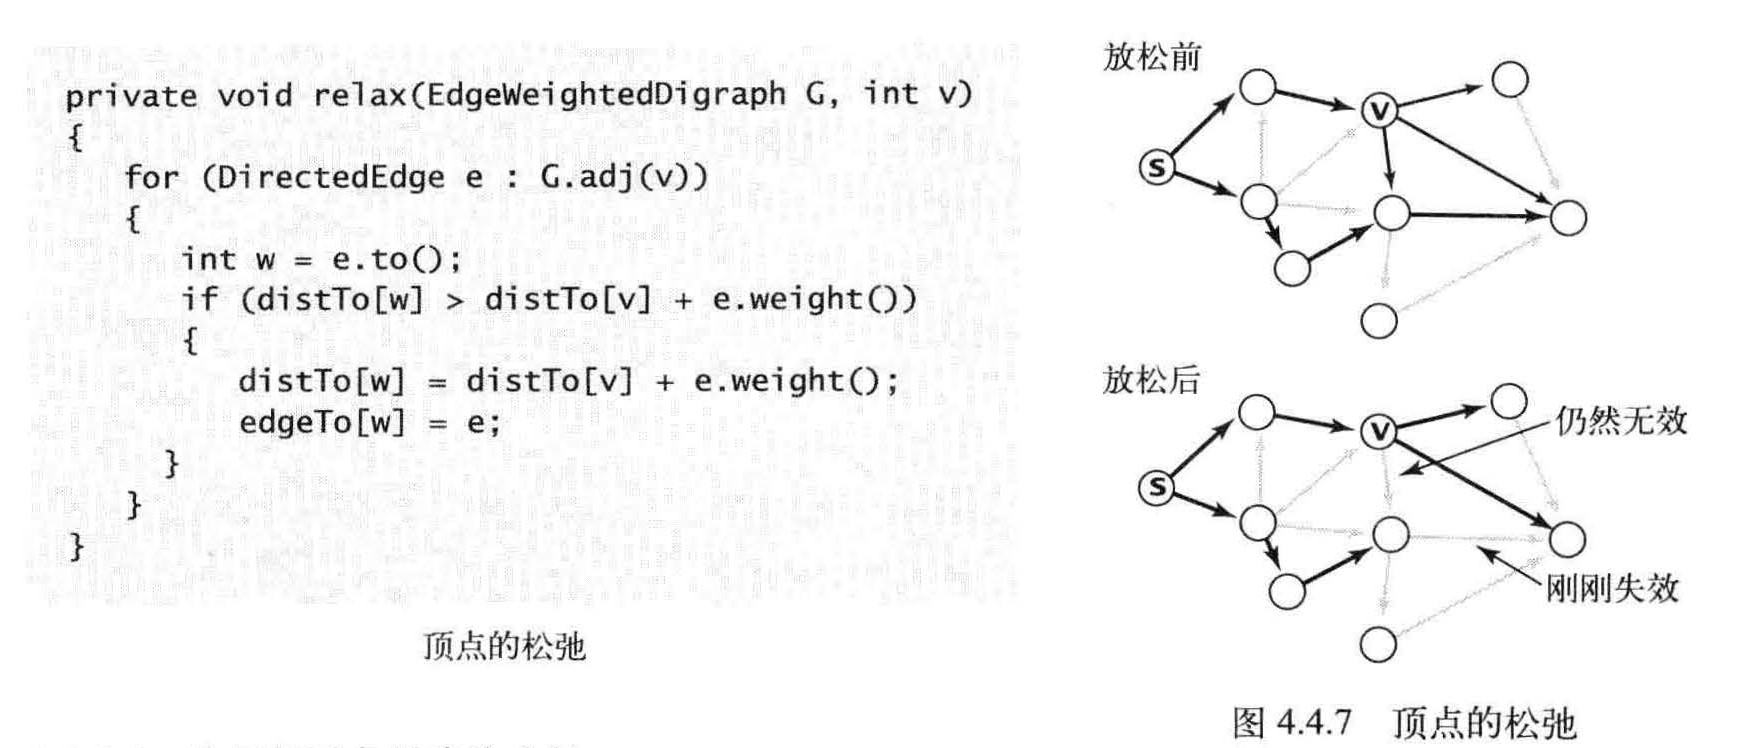 private void relax(EdgeWeightedDigraph G, int v)
{
for (DirectedEdge e : G.adj(v))
{
int w = e.to();
if (distTo[w] > distTo[v] + e.weight())
{
distTo[w] = distTo[v] + e.weight();
edgeTo[w] = e;
}
}
}
顶点的松弛
放松前
V
S
放松后
V
仍然无效
S
刚刚失效
图 4.4.7 顶点的松弛